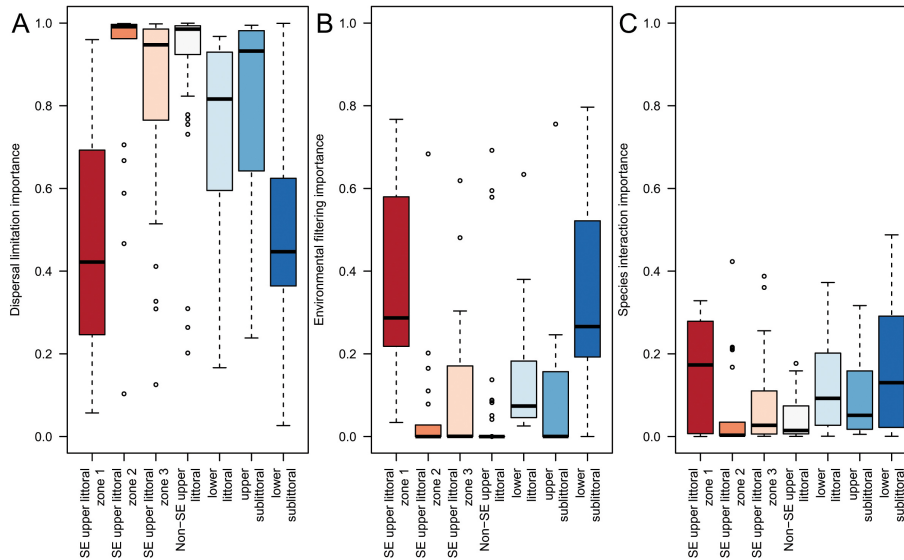 A
Dispersal limitation importance
1.0
0.8
0.6
0.4
0.2
0.0
SE upper littoral
zone 1
SE upper littoral
zone 2
SE upper littoral
zone 3
Non-SE upper
littoral
lower
littoral
upper
sublittoral
lower
sublittoral
B
Environmental filtering importance
1.0
0.8
0.6
0.4
0.2
0.0
SE upper littoral
zone 1
SE upper littoral
zone 2
SE upper littoral
zone 3
Non-SE upper
littoral
lower
littoral
upper
sublittoral
lower
sublittoral
C
Species interaction importance
1.0
0.8
0.6
0.4
0.2
0.0
SE upper littoral
zone 1
SE upper littoral
zone 2
SE upper littoral
zone 3
Non-SE upper
littoral
lower
littoral
upper
sublittoral
lower
sublittoral